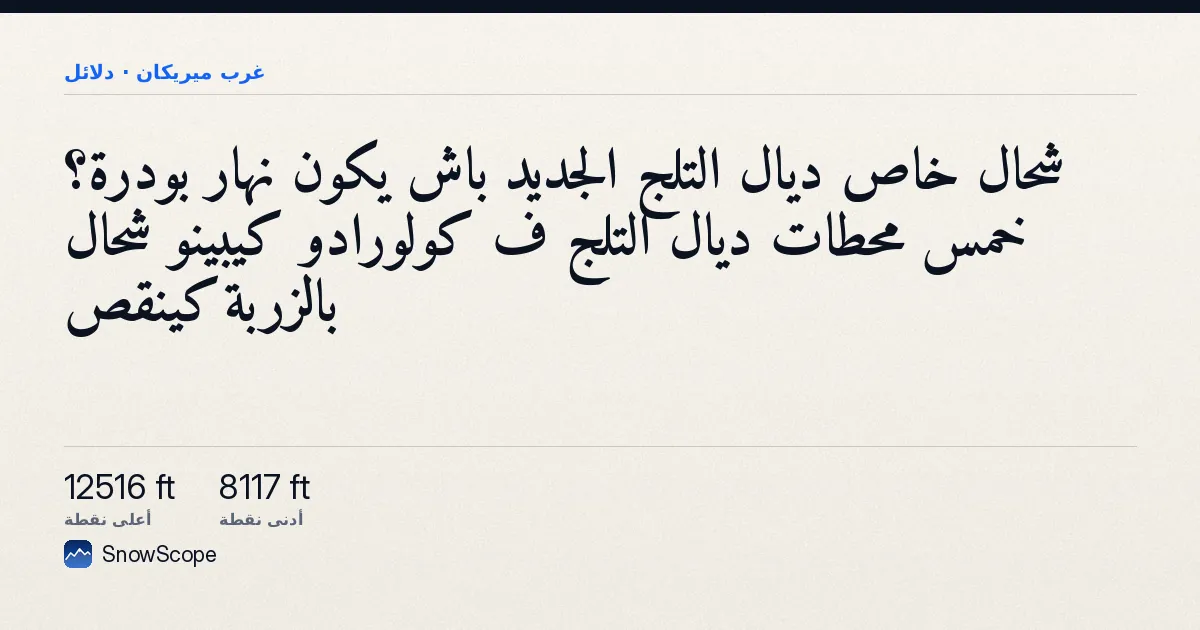 غرب ميريكان · دلائل
شحال خاص ديال التلج الجديد باش يكون نهار بودرة؟
خمس محطات ديال التلج ف كولورادو كيبينو شحال
بالزربة كينقص
12516 ft
أعلى نقطة
8117 ft
أدنى نقطة
SnowScope